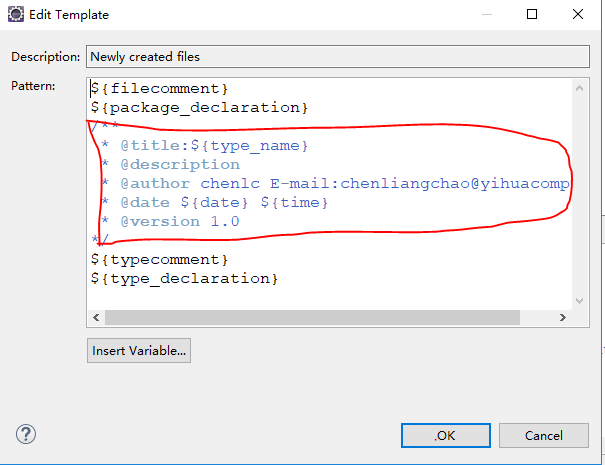 Edit Template
Description: Newly created files
Pattern: ${filecomment}
${package_declaration}
/**
* @title:${type_name}
* @description
* @author chenlc E-mail:chenliangchao@yihuacomp
* @date ${date} ${time}
* @version 1.0
*/
${typecomment}
${type_declaration}
Insert Variable...
OK Cancel